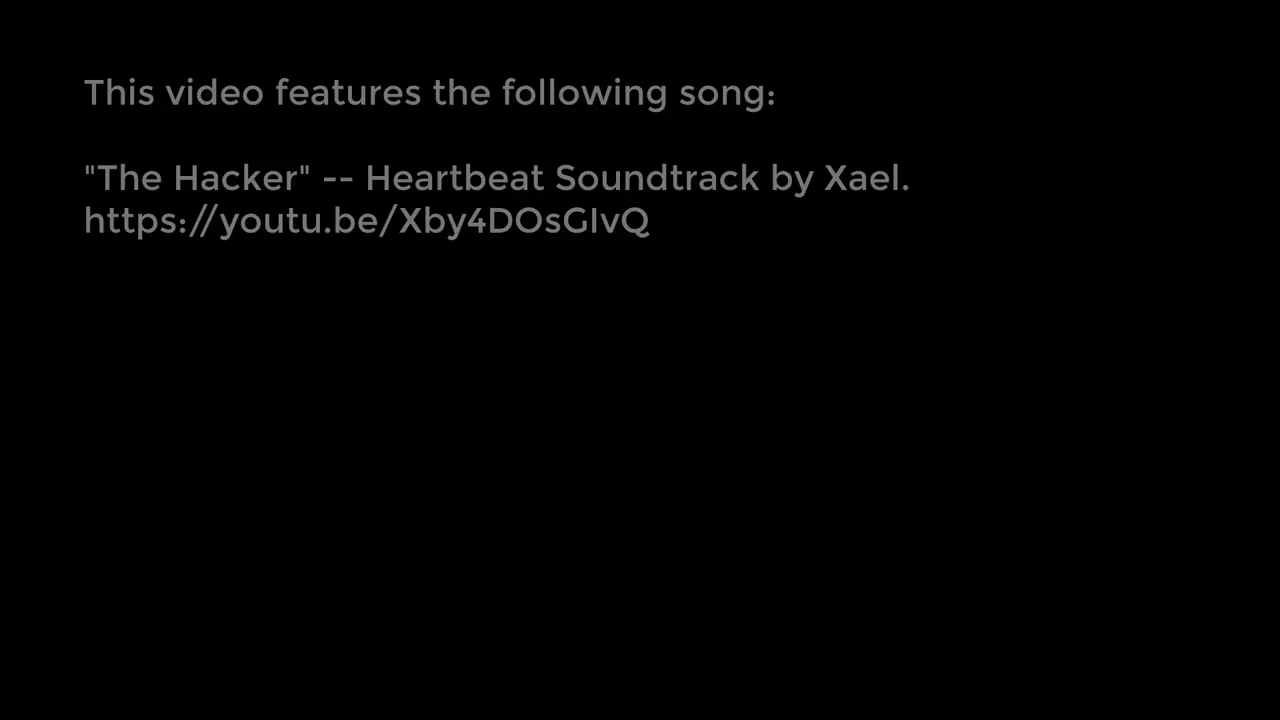 This video features the following song:
"The Hacker" -- Heartbeat Soundtrack by Xael.
https://youtu.be/Xby4DOsGIvQ